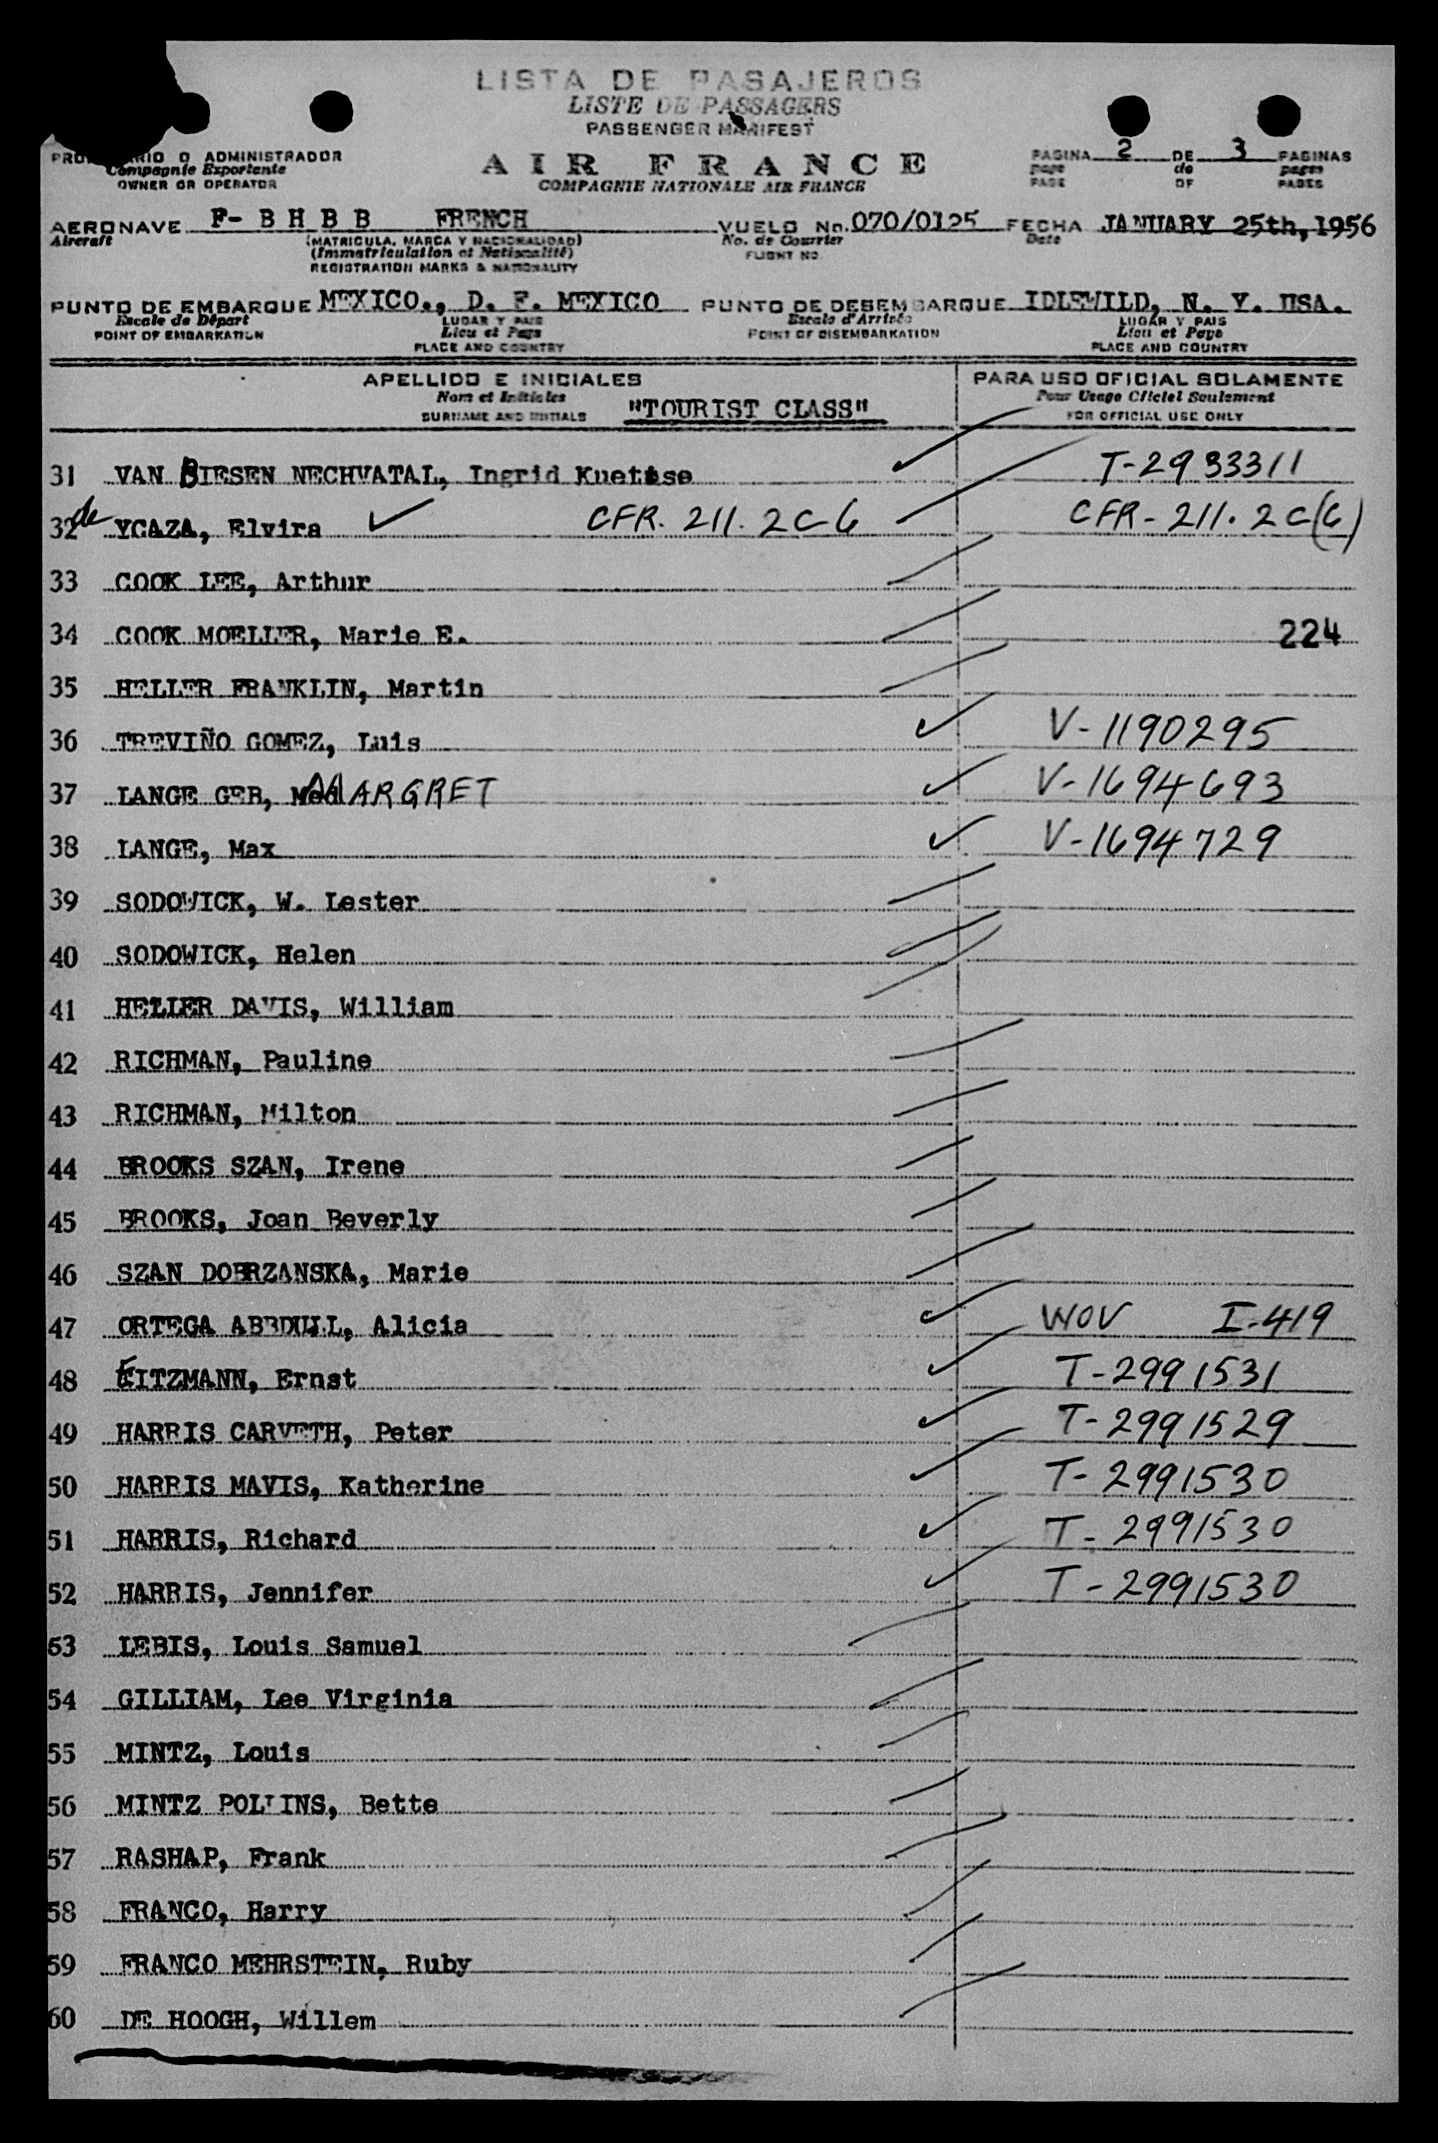 LISTA DE PASAJEROS
LISTE DE PASSAGERS
PASSENGER MANIFEST
ADMINISTRADOR
Compagnie Exportente
OWNER OR OPERATOR
AIR FRANCE
COMPAGNIE NATIONALE AIR FRANCE
PAGINA 2 DE 3 PAGINAS
page de pages
PAGE OF PAGES
AERONAVE F- B H B B FRENCH VUELO No. 070/0125 FECHA JANUARY 25th, 1956
Aircraft (MATRICULA, MARCA Y NACIONALIDAD) No. de Courrier Date
(Immatriculation et Nationalité) FLIGHT NO.
REGISTRATION MARKS & NATIONALITY
PUNTO DE EMBARQUE MEXICO., D. F. MEXICO PUNTO DE DESEMBARQUE IDLEWILD, N. Y. USA.
Escale de Départ LUGAR Y PAIS Escale d'Arrivée LUGAR Y PAIS
POINT OF EMBARKATION Lieu et Pays POINT OF DISEMBARKATION Lieu et Pays
PLACE AND COUNTRY PLACE AND COUNTRY
APELLIDO E INICIALES PARA USO OFICIAL SOLAMENTE
Nom et Initiales Pour Usage Officiel Seulement
SURNAME AND INITIALS "TOURIST CLASS" FOR OFFICIAL USE ONLY
31 VAN BIESEN NECHVATAL, Ingrid T-2933311
32 de YCAZA, Elvira CFR. 211. 2C-6 CFR- 211. 2C(6)
33 COOK LEE, Arthur
34 COOK MOELLER, Marie E. 224
35 HELLER FRANKLIN, Martin
36 TREVIÑO GOMEZ, Luis V-1190295
37 LANGE GEB, MARGRET V-1694693
38 LANGE, Max V-1694729
39 SODOWICK, W. Lester
40 SODOWICK, Helen
41 HELLER DAVIS, William
42 RICHMAN, Pauline
43 RICHMAN, Milton
44 BROOKS SZAN, Irene
45 BROOKS, Joan Beverly
46 SZAN DOBRZANSKA, Marie
47 ORTEGA Alicia WOV I-419
48 EITZMANN, Ernst T-2991531
49 HARRIS CARVETH, Peter T-2991529
50 HARRIS MAVIS, Katherine T-2991530
51 HARRIS, Richard T-2991530
52 HARRIS, Jennifer T-2991530
53 LEBIS, Louis Samuel
54 GILLIAM, Lee Virginia
55 MINTZ, Louis
56 MINTZ Bette
57 RASHAP, Frank
58 FRANCO, Harry
59 FRANCO MEHRSTEIN, Ruby
60 DE HOOGH, Willem